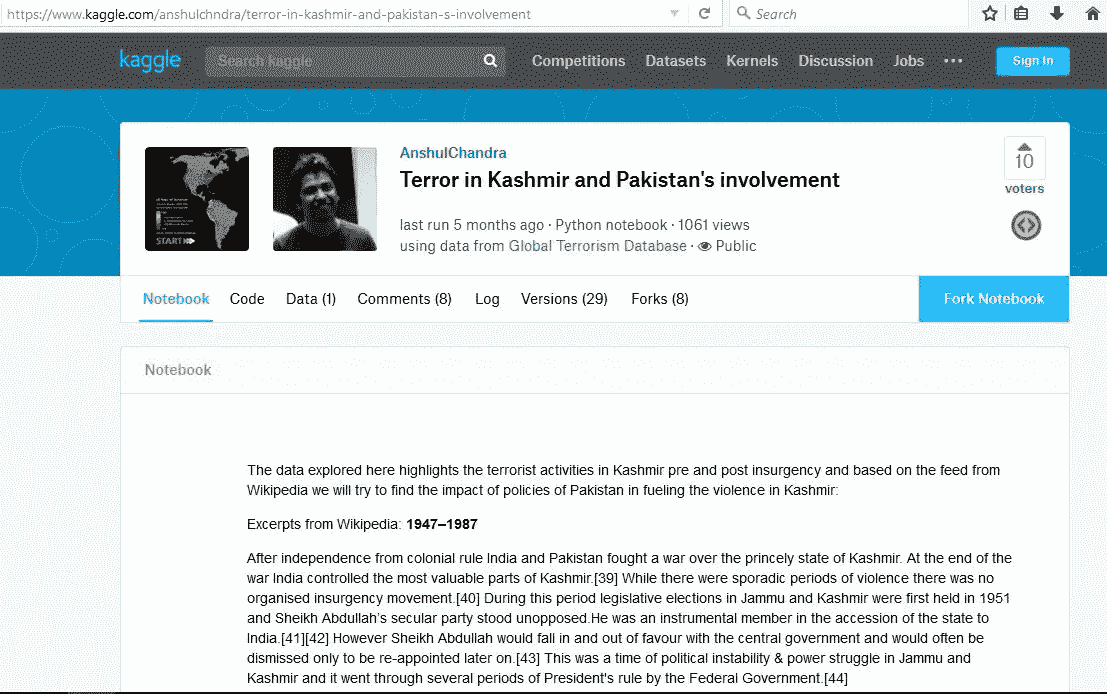 https://www.kaggle.com/anshulchndra/terror-in-kashmir-and-pakistan-s-involvement
Search
kaggle
Search kaggle
Competitions
Datasets
Kernels
Discussion
Jobs
Sign In
AnshulChandra
Terror in Kashmir and Pakistan's involvement
10
voters
last run 5 months ago · Python notebook · 1061 views
using data from Global Terrorism Database · Public
START
Notebook
Code
Data (1)
Comments (8)
Log
Versions (29)
Forks (8)
Fork Notebook
Notebook
The data explored here highlights the terrorist activities in Kashmir pre and post insurgency and based on the feed from
Wikipedia we will try to find the impact of policies of Pakistan in fueling the violence in Kashmir:
Excerpts from Wikipedia: 1947–1987
After independence from colonial rule India and Pakistan fought a war over the princely state of Kashmir. At the end of the
war India controlled the most valuable parts of Kashmir.[39] While there were sporadic periods of violence there was no
organised insurgency movement.[40] During this period legislative elections in Jammu and Kashmir were first held in 1951
and Sheikh Abdullah's secular party stood unopposed.He was an instrumental member in the accession of the state to
India.[41][42] However Sheikh Abdullah would fall in and out of favour with the central government and would often be
dismissed only to be re-appointed later on.[43] This was a time of political instability & power struggle in Jammu and
Kashmir and it went through several periods of President's rule by the Federal Government.[44]